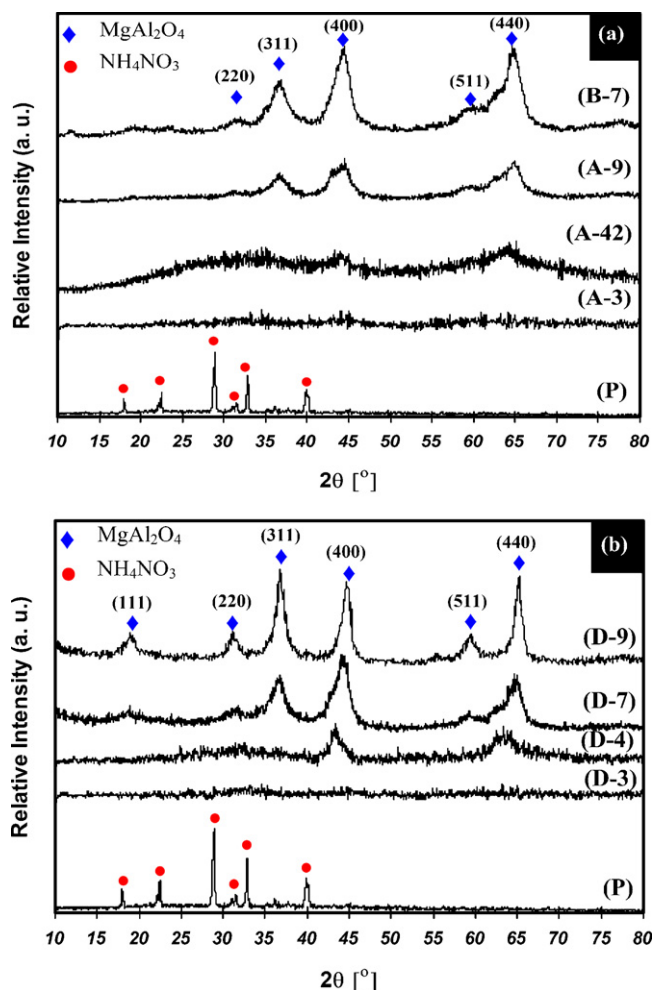 MgAl₂O₄
NH₄NO₃
(a)
(220)
(311)
(400)
(511)
(440)
(B-7)
(A-9)
(A-42)
(A-3)
(P)
Relative Intensity (a. u.)
10 15 20 25 30 35 40 45 50 55 60 65 70 75 80
2θ [°]
MgAl₂O₄
NH₄NO₃
(b)
(111)
(220)
(311)
(400)
(511)
(440)
(D-9)
(D-7)
(D-4)
(D-3)
(P)
Relative Intensity (a. u.)
10 15 20 25 30 35 40 45 50 55 60 65 70 75 80
2θ [°]